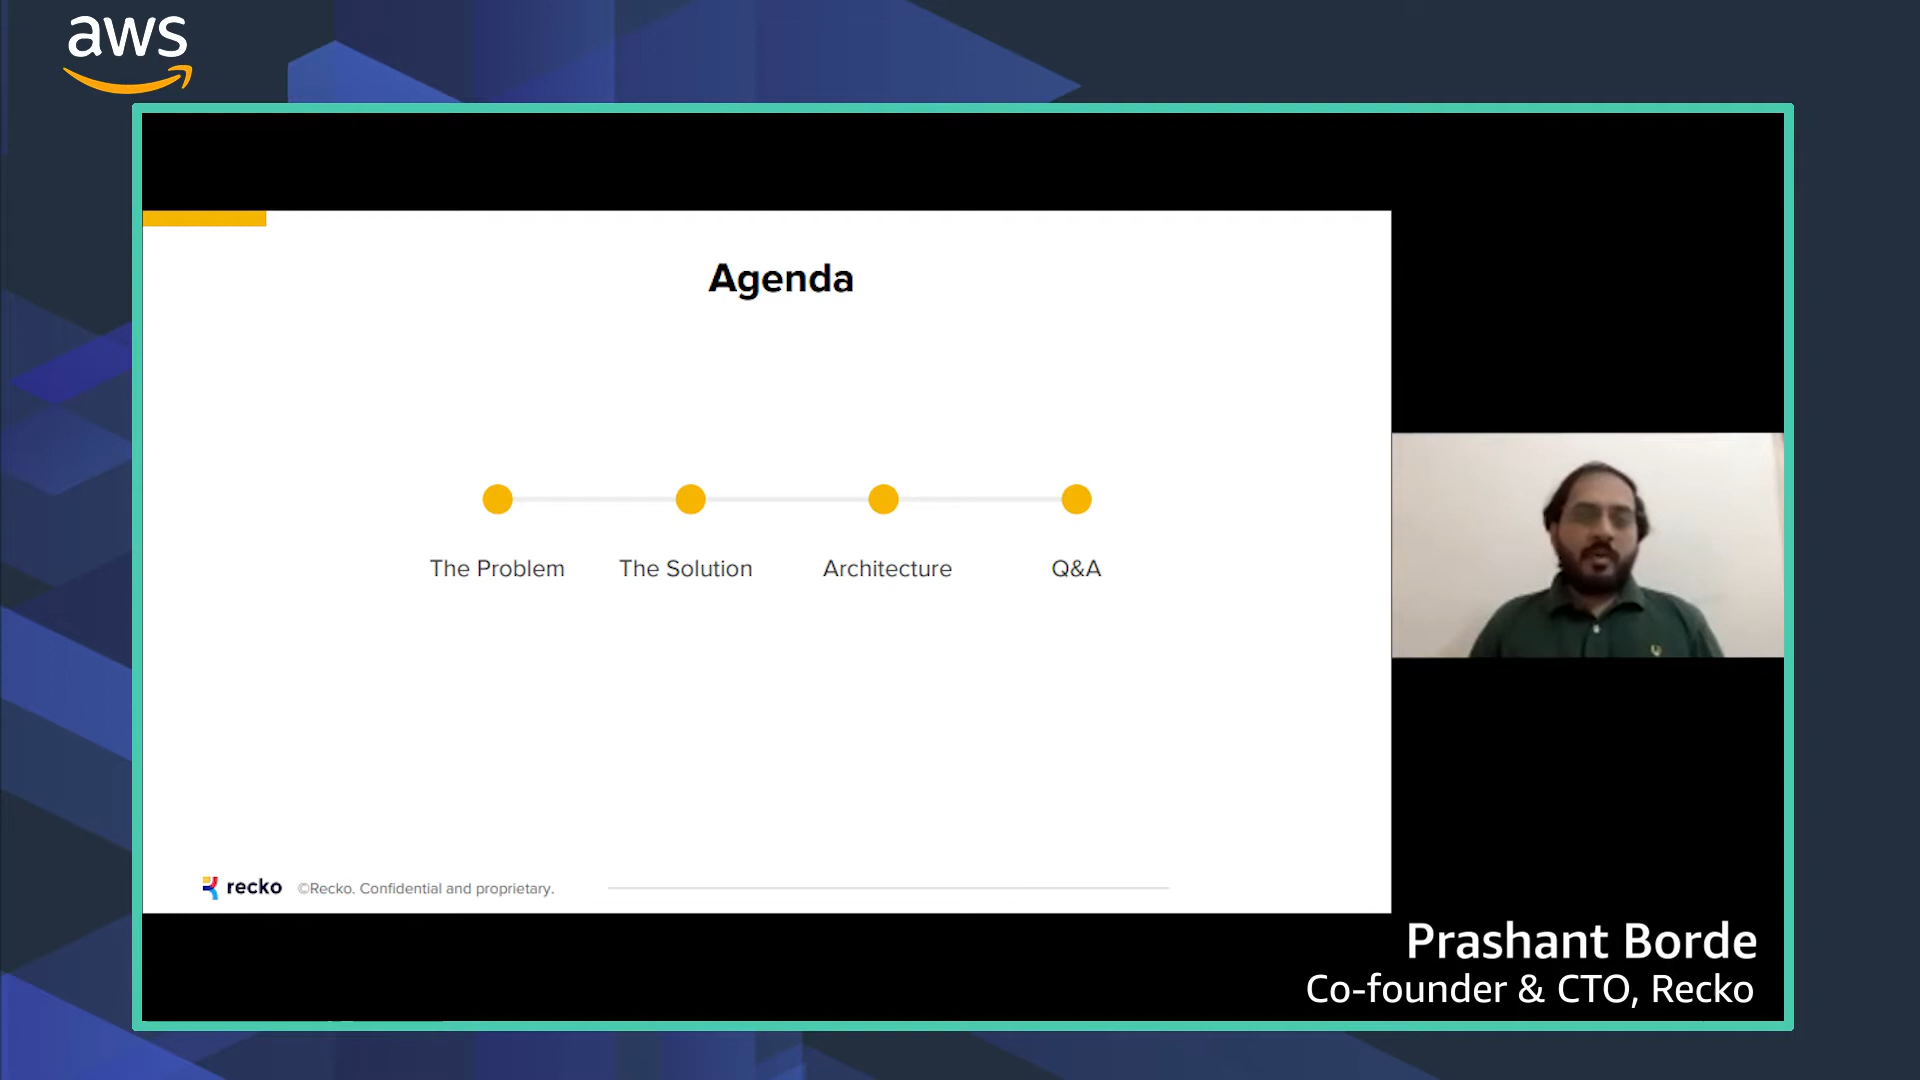 aws
Agenda
The Problem
The Solution
Architecture
Q&A
recko
©Recko. Confidential and proprietary.
Prashant Borde
Co-founder & CTO, Recko